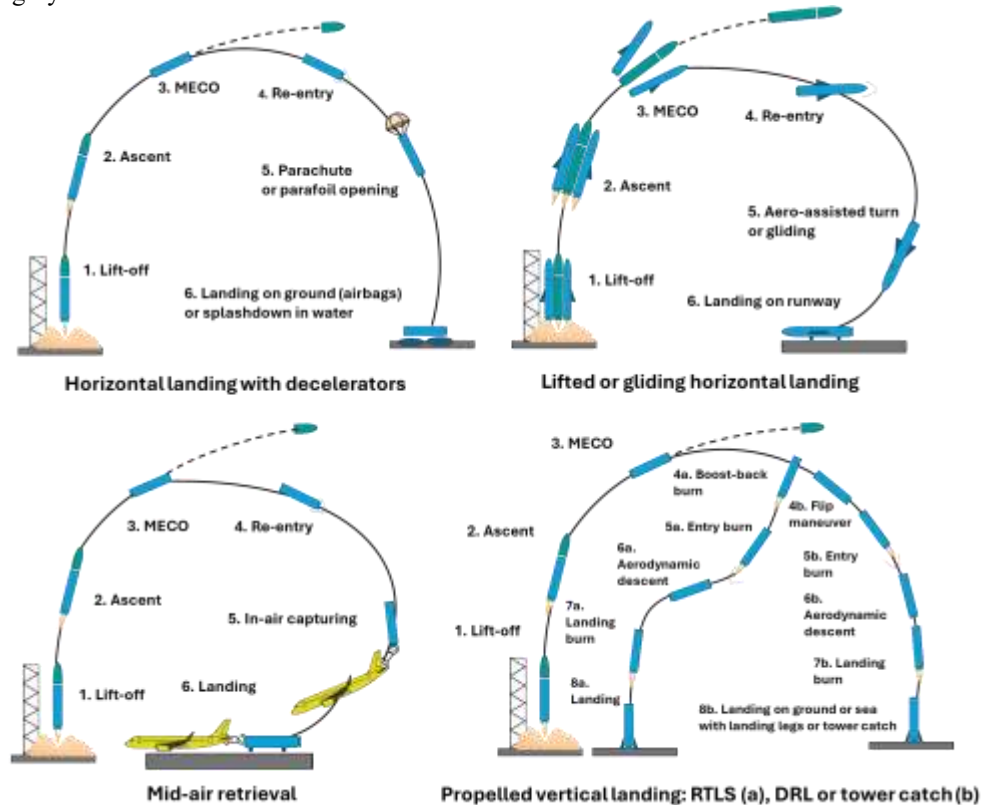 3. MECO
4. Re-entry
2. Ascent
5. Parachute
or parafoil opening
1. Lift-off
6. Landing on ground (airbags)
or splashdown in water
Horizontal landing with decelerators
3. MECO
4. Re-entry
2. Ascent
5. Aero-assisted turn
or gliding
1. Lift-off
6. Landing on runway
Lifted or gliding horizontal landing
3. MECO
4. Re-entry
2. Ascent
5. In-air capturing
1. Lift-off
6. Landing
Mid-air retrieval
3. MECO
4a. Boost-back
burn
4b. Flip
maneuver
2. Ascent
5a. Entry burn
5b. Entry
burn
6a.
Aerodynamic
descent
6b.
Aerodynamic
descent
7a.
Landing
burn
1. Lift-off
7b. Landing
burn
8a.
Landing
8b. Landing on ground or sea
with landing legs or tower catch
Propelled vertical landing: RTLS (a), DRL or tower catch (b)